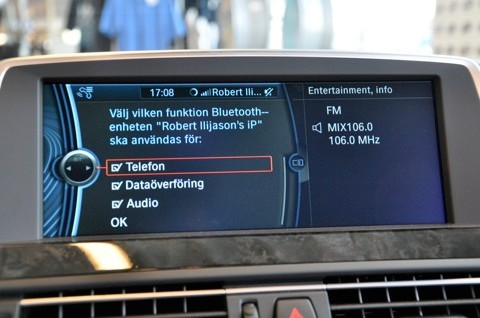 17:08 Robert Ili...
Välj vilken funktion Bluetooth-
enheten "Robert Ilijason's iP"
ska användas för:
Telefon
Dataöverföring
Audio
OK
Entertainment, info
FM
MIX106.0
106.0 MHz